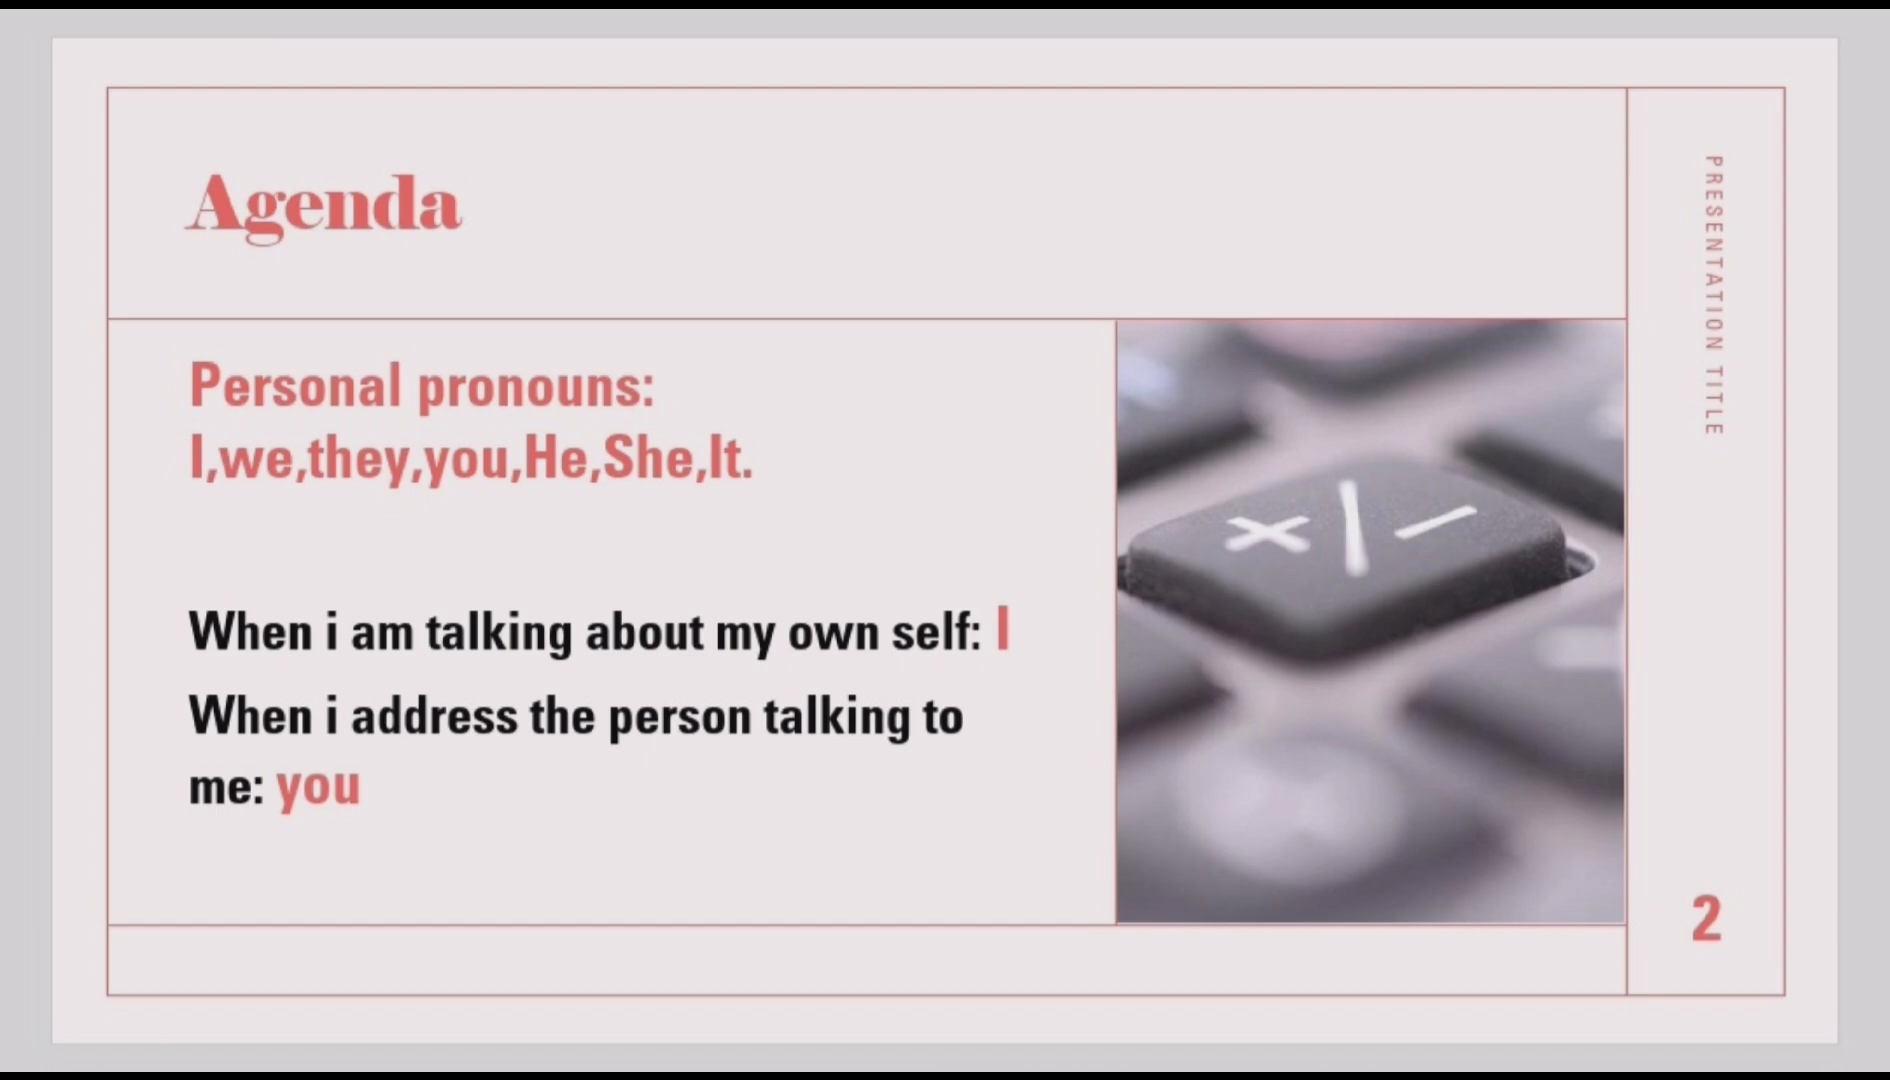 Agenda
Personal pronouns:
I,we,they,you,He,She,It.
When i am talking about my own self: I
When i address the person talking to
me: you
+/−
PRESENTATION TITLE
2